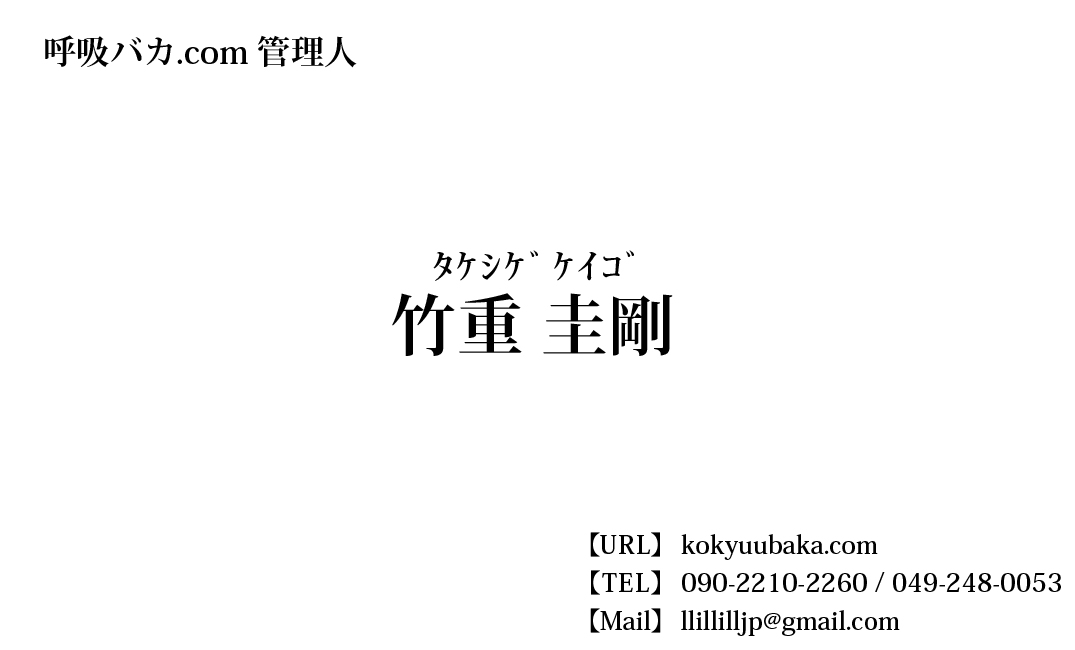 呼吸バカ.com 管理人
ﾀｹｼｹﾞ ｹｲｺﾞ
竹重 圭剛
【URL】 kokyuubaka.com
【TEL】 090-2210-2260 / 049-248-0053
【Mail】 llillilljp@gmail.com